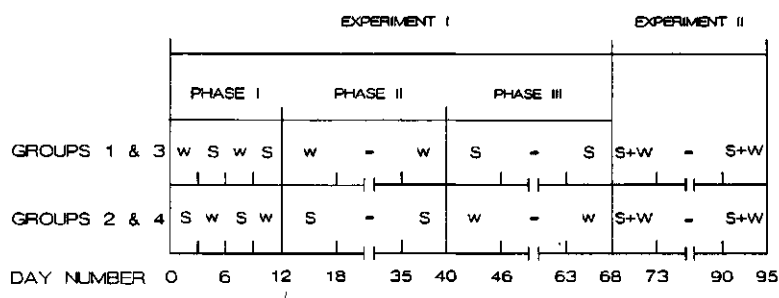 EXPERIMENT I EXPERIMENT II
PHASE I PHASE II PHASE III
GROUPS 1 & 3 W S W S W - W S - S S+W - S+W
GROUPS 2 & 4 S W S W S - S W - W S+W - S+W
DAY NUMBER 0 6 12 18 35 40 46 63 68 73 90 95